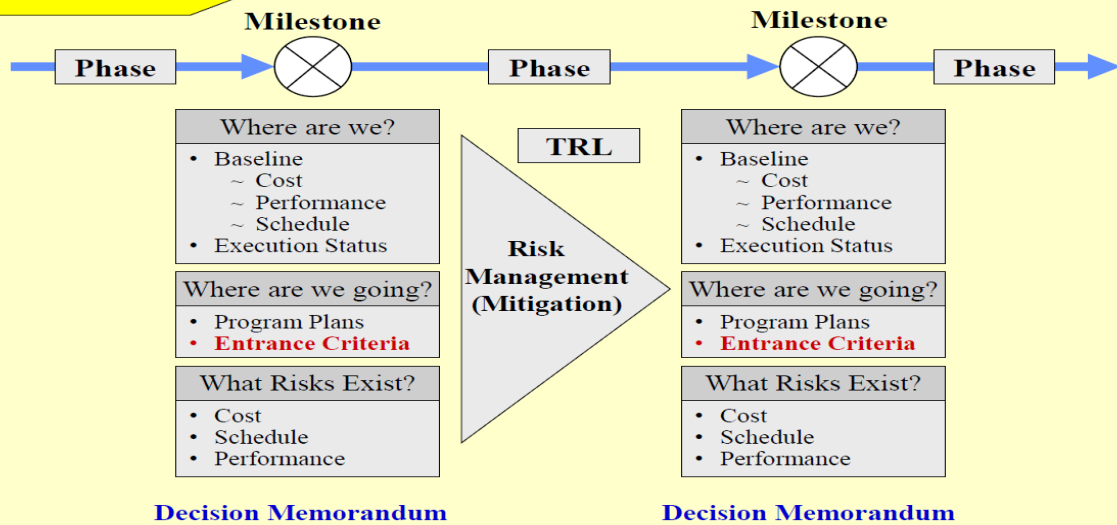 Milestone
Milestone
Phase
Phase
Phase
Where are we?
• Baseline
~ Cost
~ Performance
~ Schedule
• Execution Status
Where are we going?
• Program Plans
• Entrance Criteria
What Risks Exist?
• Cost
• Schedule
• Performance
Decision Memorandum
TRL
Risk
Management
(Mitigation)
Where are we?
• Baseline
~ Cost
~ Performance
~ Schedule
• Execution Status
Where are we going?
• Program Plans
• Entrance Criteria
What Risks Exist?
• Cost
• Schedule
• Performance
Decision Memorandum